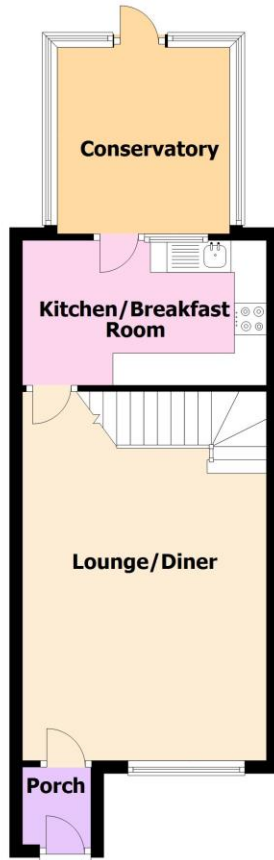 Conservatory
Kitchen/Breakfast
Room
Lounge/Diner
Porch